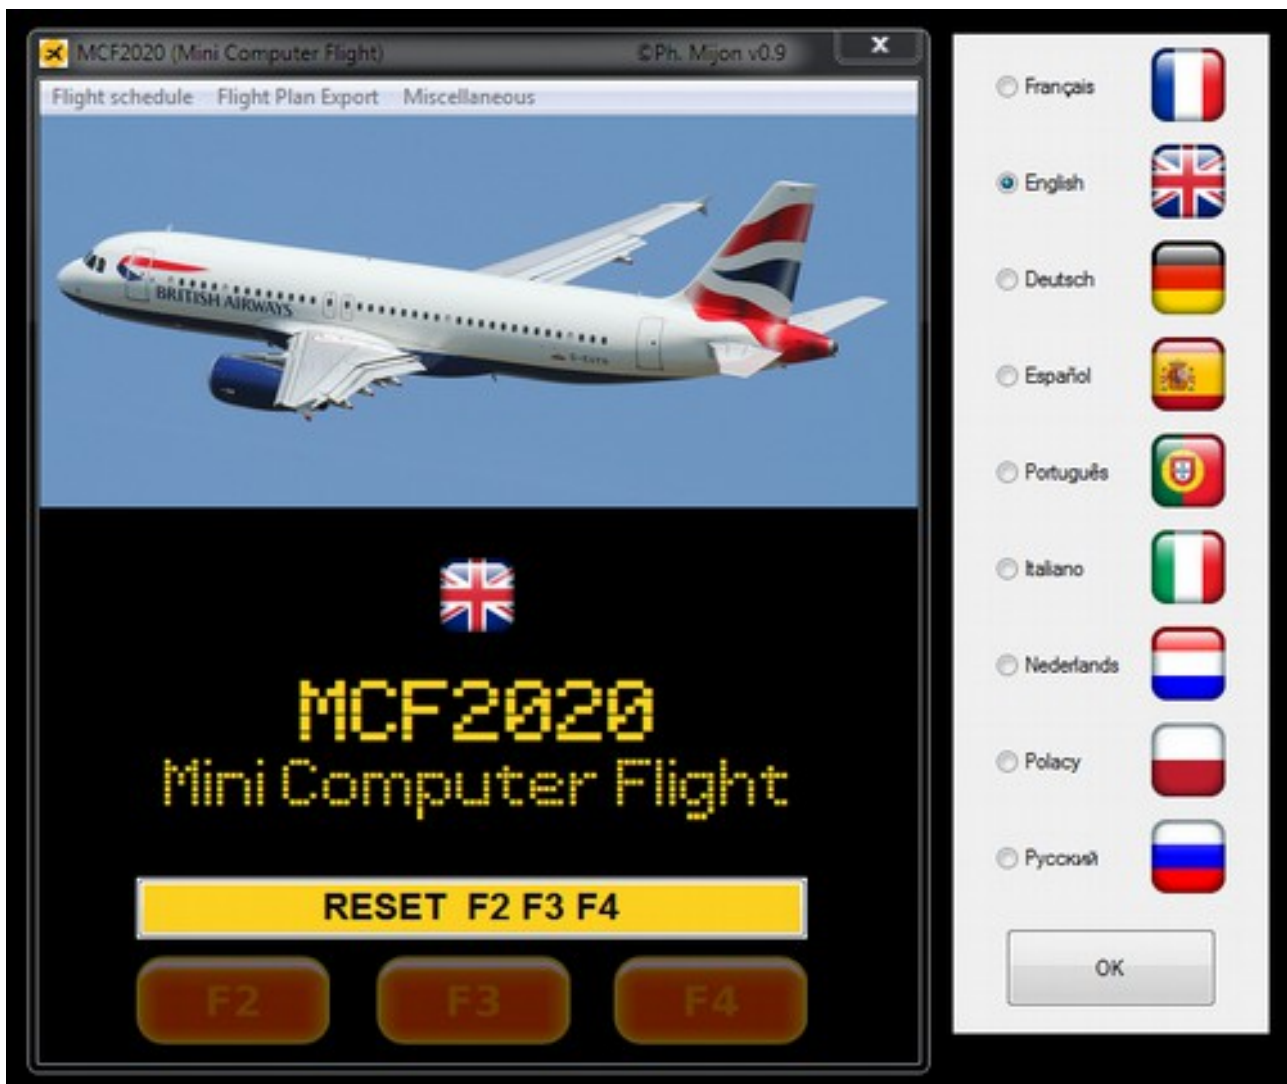 MCF2020 (Mini Computer Flight) ©Ph. Mijon v0.9
Flight schedule Flight Plan Export Miscellaneous
BRITISH AIRWAYS
MCF2020
Mini Computer Flight
RESET F2 F3 F4
F2 F3 F4
Français
English
Deutsch
Español
Português
Italiano
Nederlands
Polacy
Русский
OK